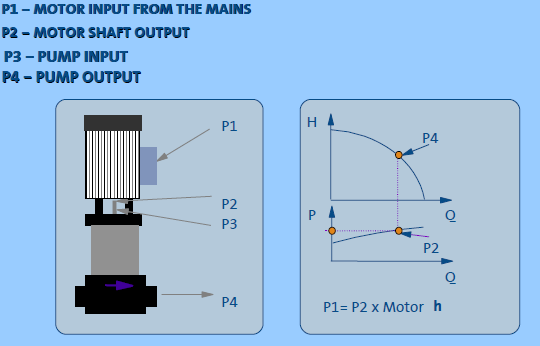 P1 – MOTOR INPUT FROM THE MAINS
P2 – MOTOR SHAFT OUTPUT
P3 – PUMP INPUT
P4 – PUMP OUTPUT
P1
P2
P3
P4
H
P4
Q
P
P2
Q
P1= P2 x Motor h